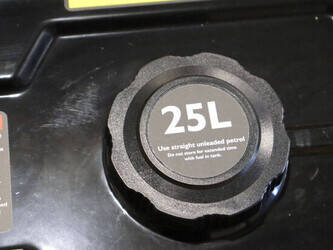 25L
Use straight unleaded petrol
Do not store for extended time
with fuel in tank.